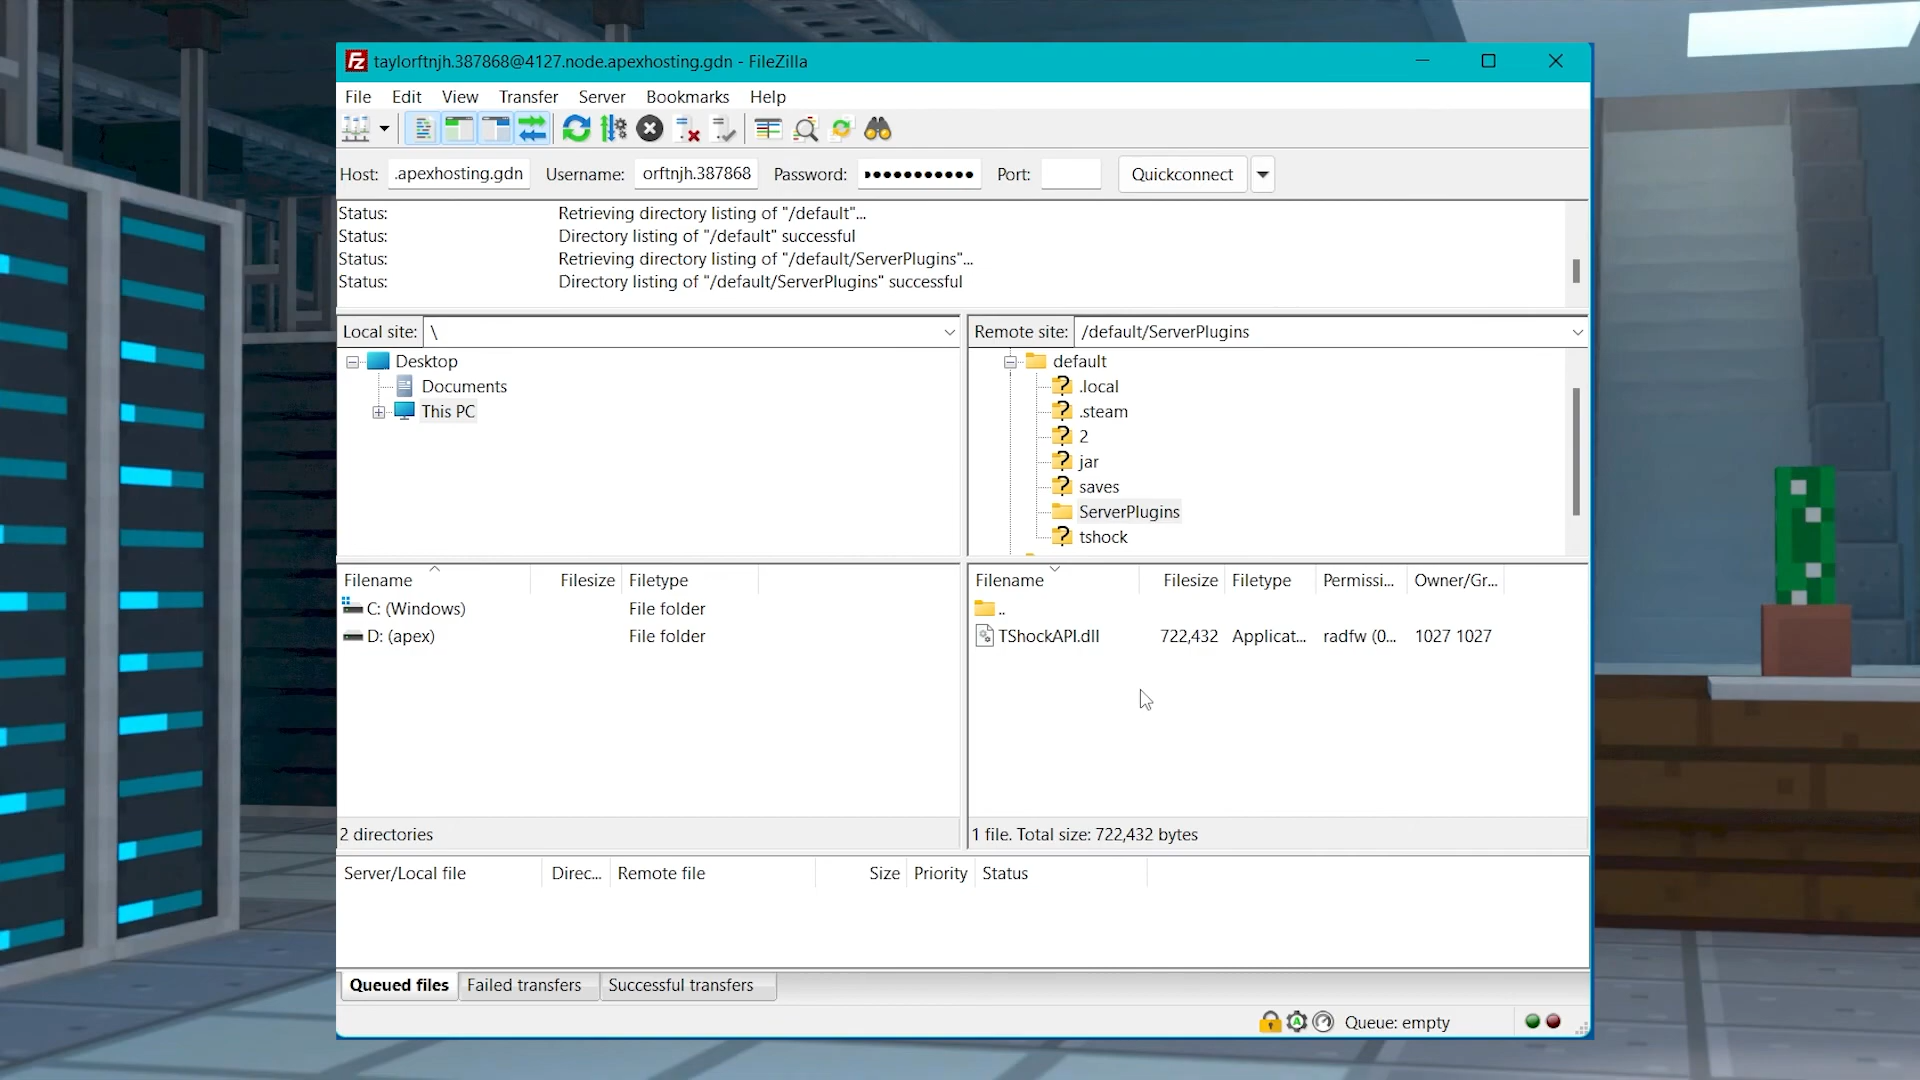 taylorftnjh.387868@4127.node.apexhosting.gdn - FileZilla
File Edit View Transfer Server Bookmarks Help
Host: .apexhosting.gdn Username: orftnjh.387868 Password: ●●●●●●●●●●● Port: Quickconnect
Status: Retrieving directory listing of "/default"...
Status: Directory listing of "/default" successful
Status: Retrieving directory listing of "/default/ServerPlugins"...
Status: Directory listing of "/default/ServerPlugins" successful
Local site: \
Desktop
Documents
This PC
Remote site: /default/ServerPlugins
default
.local
.steam
2
jar
saves
ServerPlugins
tshock
Filename Filesize Filetype
C: (Windows) File folder
D: (apex) File folder
2 directories
Filename Filesize Filetype Permissi... Owner/Gr...
..
TShockAPI.dll 722,432 Applicat... radfw (0... 1027 1027
1 file. Total size: 722,432 bytes
Server/Local file Direc... Remote file Size Priority Status
Queued files Failed transfers Successful transfers
Queue: empty